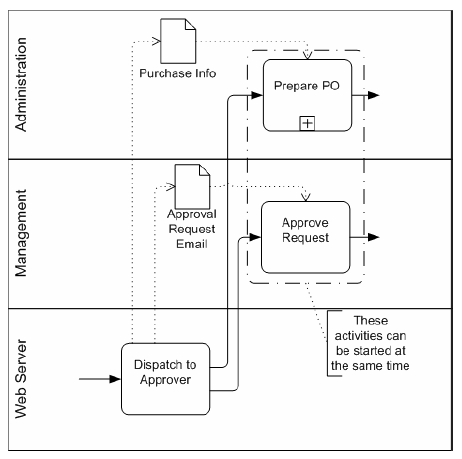 Administration
Purchase Info
Prepare PO
Management
Approval
Request
Email
Approve
Request
Web Server
Dispatch to
Approver
These
activities can
be started at
the same time